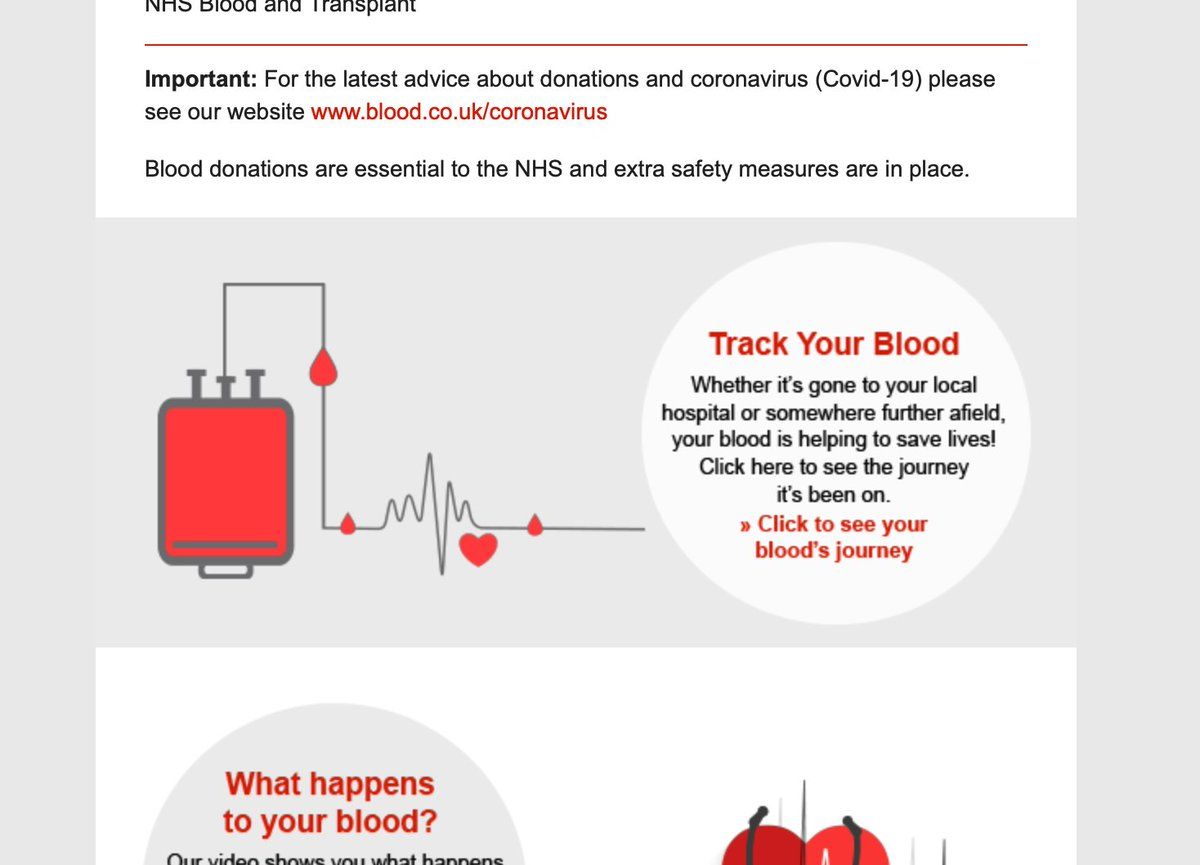 NHS Blood and Transplant
Important: For the latest advice about donations and coronavirus (Covid-19) please
see our website www.blood.co.uk/coronavirus
Blood donations are essential to the NHS and extra safety measures are in place.
Track Your Blood
Whether it's gone to your local
hospital or somewhere further afield,
your blood is helping to save lives!
Click here to see the journey
it's been on.
» Click to see your
blood's journey
What happens
to your blood?
Our video shows you what happens